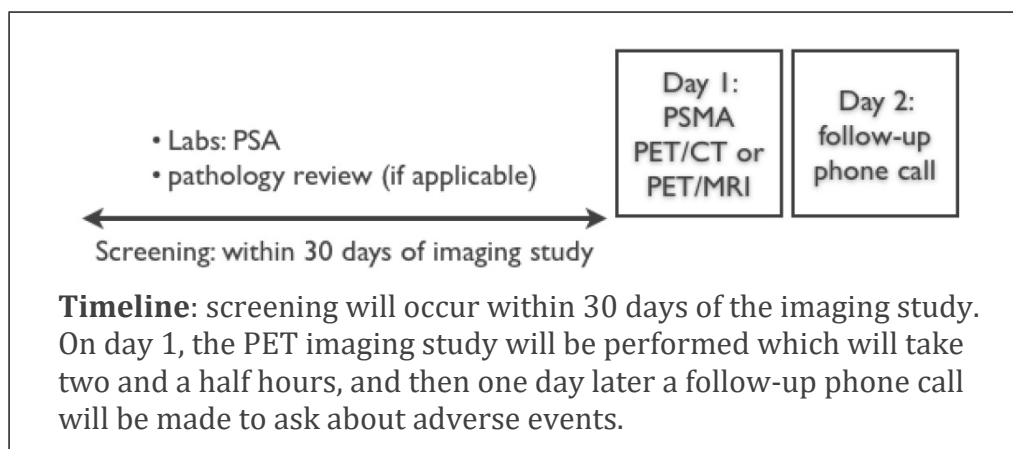 • Labs: PSA
• pathology review (if applicable)
Screening: within 30 days of imaging study
Day 1:
PSMA
PET/CT or
PET/MRI
Day 2:
follow-up
phone call
Timeline: screening will occur within 30 days of the imaging study.
On day 1, the PET imaging study will be performed which will take
two and a half hours, and then one day later a follow-up phone call
will be made to ask about adverse events.